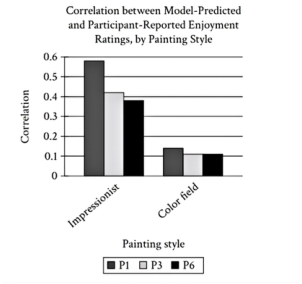 Correlation between Model-Predicted
and Participant-Reported Enjoyment
Ratings, by Painting Style
Correlation
0.6
0.5
0.4
0.3
0.2
0.1
0
Impressionist
Color field
Painting style
P1 P3 P6